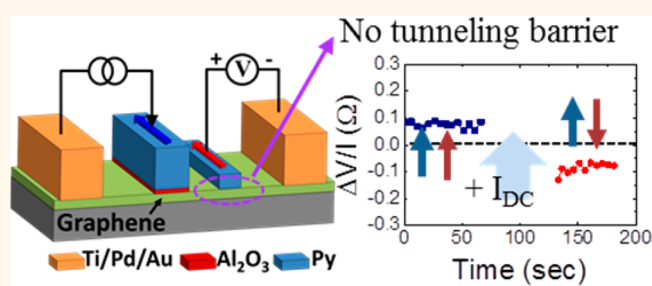 No tunneling barrier
+
V
-
Graphene
Ti/Pd/Au
Al₂O₃
Py
ΔV/I (Ω)
0.3
0.2
0.1
0.0
-0.1
-0.2
-0.3
+ I_DC
0 50 100 150 200
Time (sec)